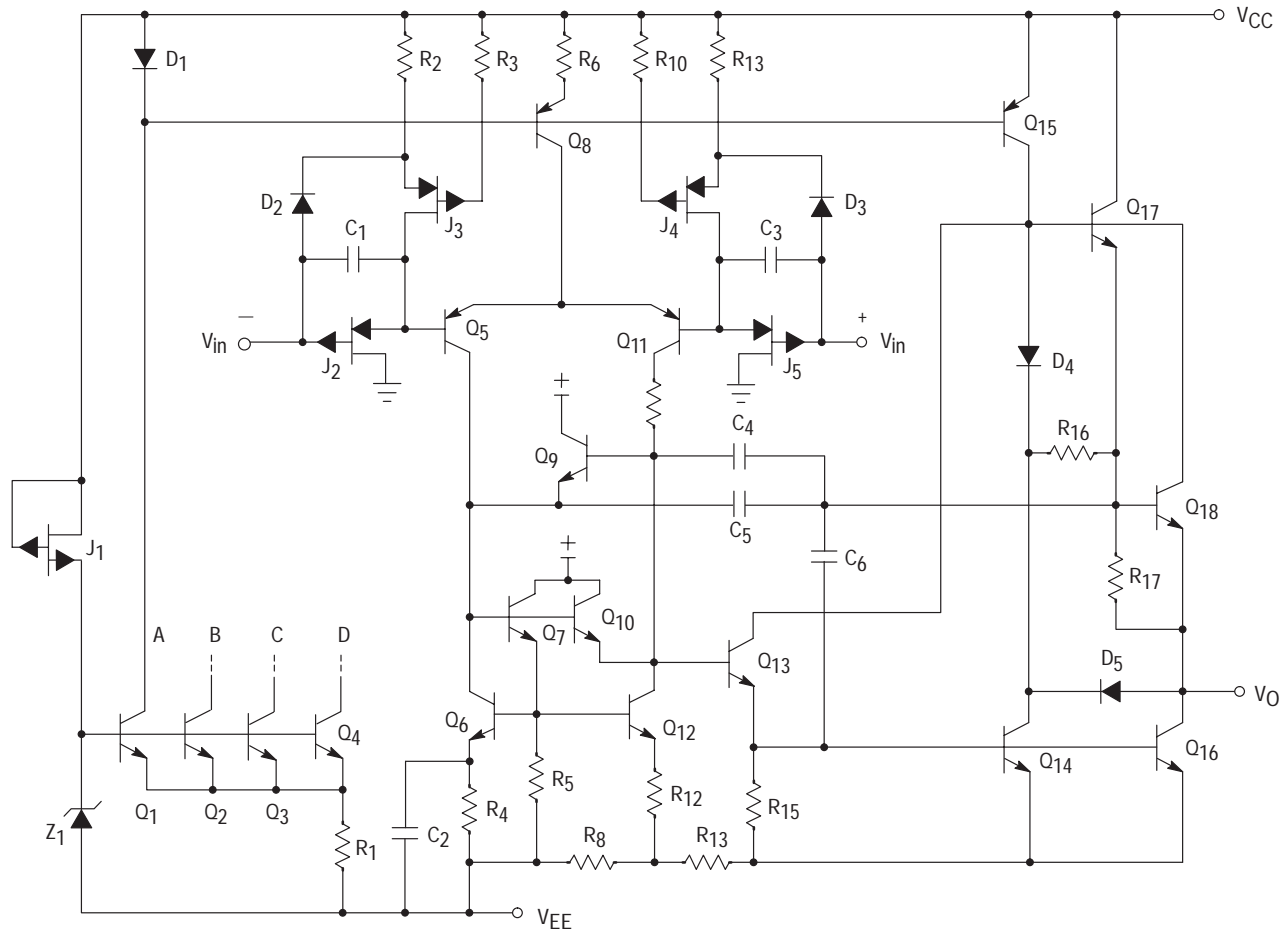 VCC
D1
R2
R3
R6
R10
R13
Q15
Q8
D2
C1
J3
J4
C3
D3
Q17
−
Vin
J2
Q5
Q11
J5
+
Vin
D4
+
Q9
C4
C5
R16
Q18
J1
+
C6
R17
A
B
C
D
Q7
Q10
Q13
D5
VO
Q4
Q6
Q12
Q14
Q16
Z1
Q1
Q2
Q3
R1
C2
R4
R5
R12
R15
R8
R13
VEE